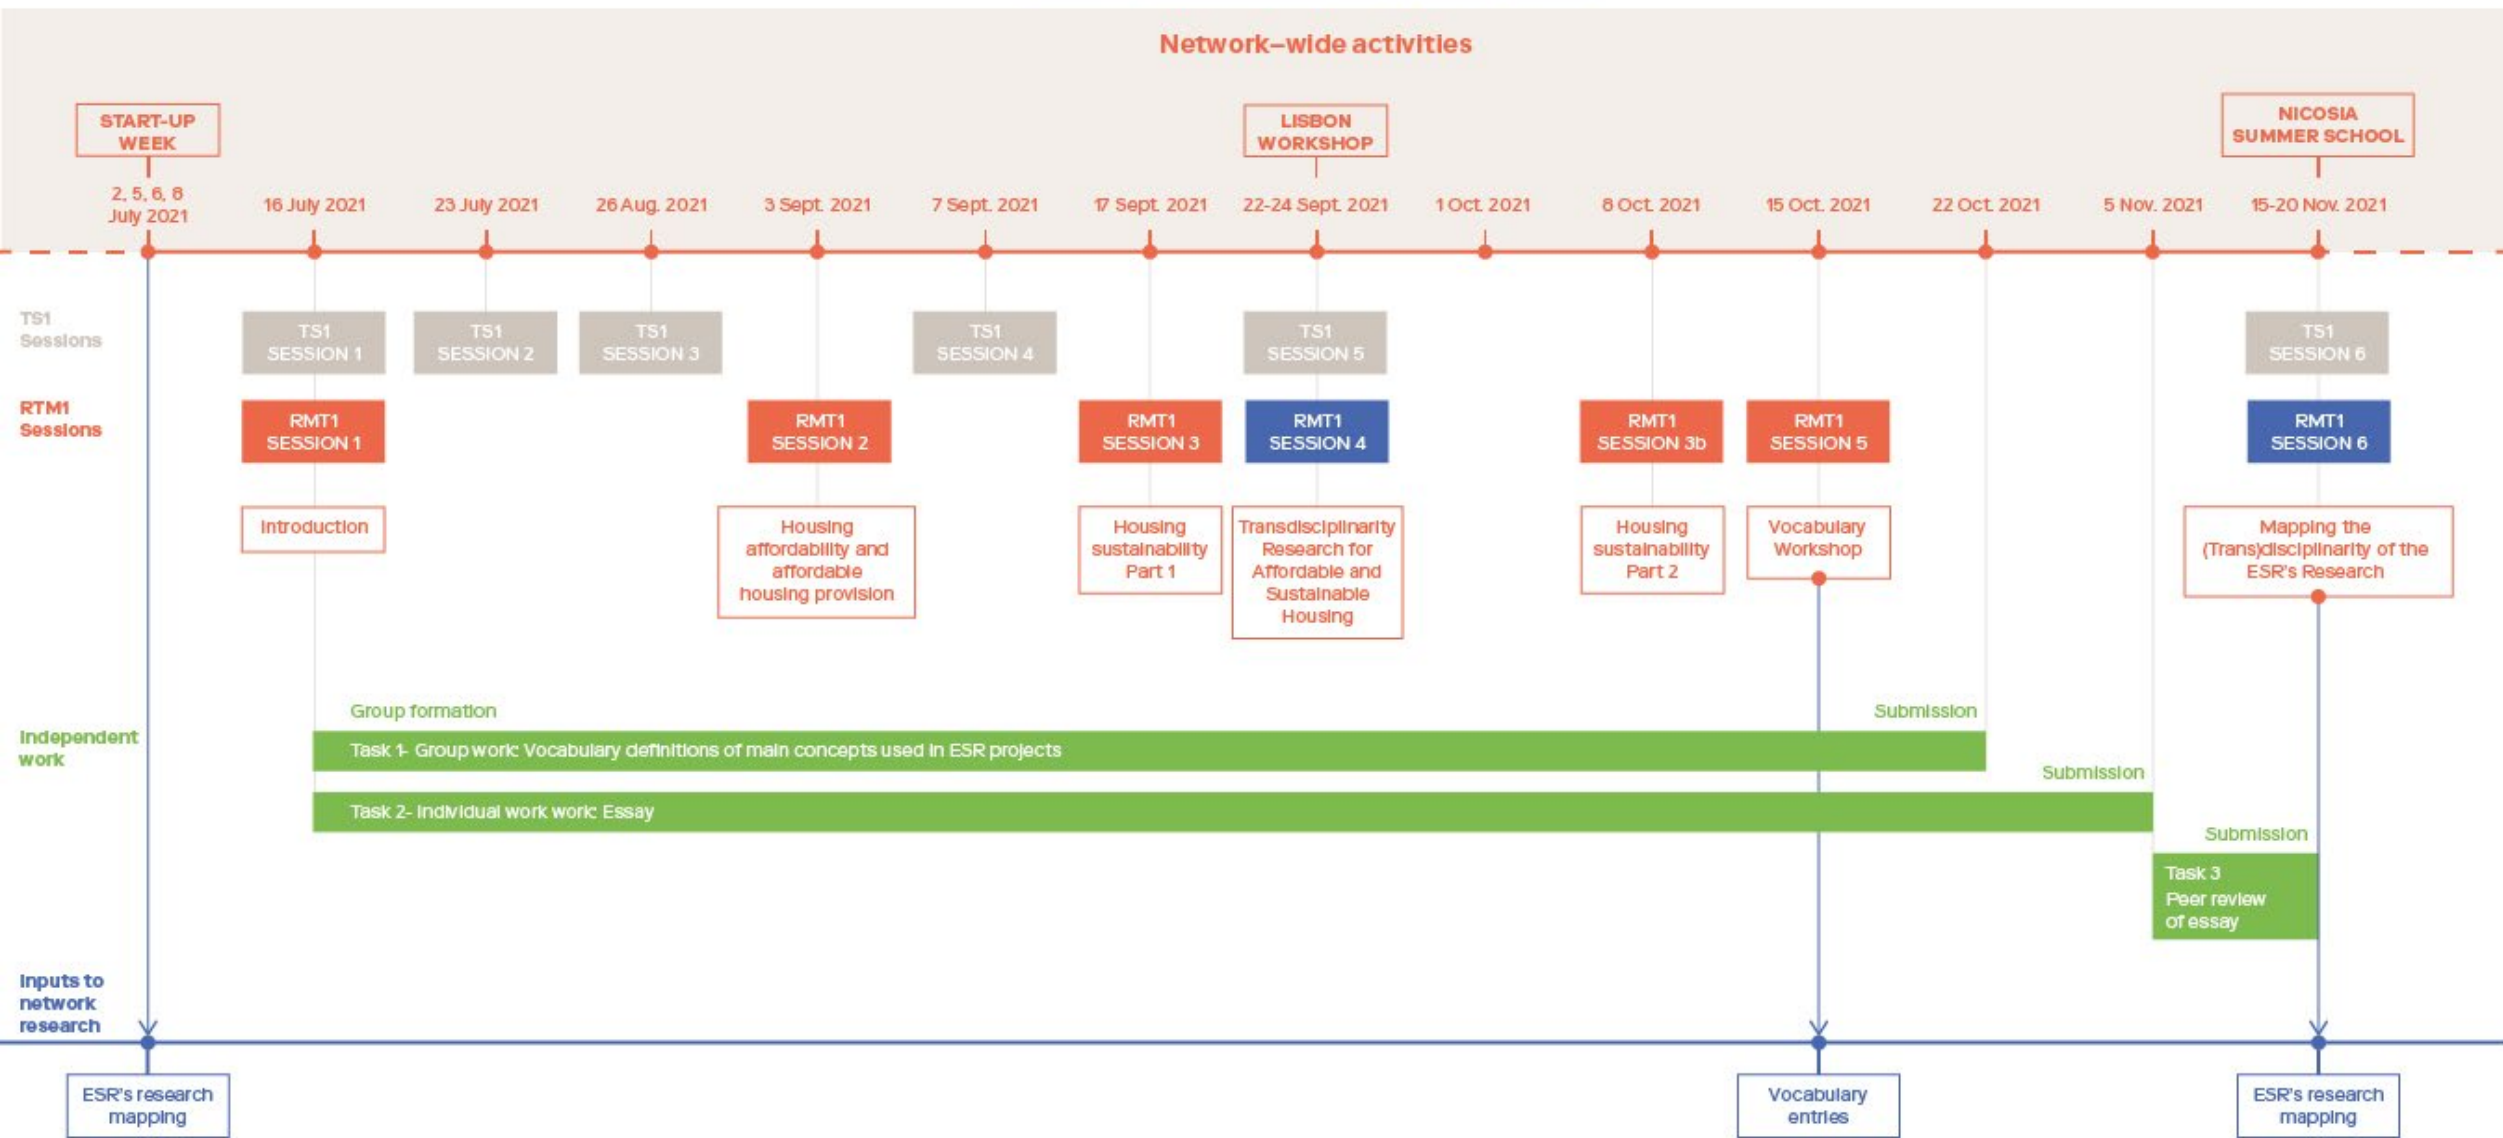 Network–wide activities
START-UP
WEEK
LISBON
WORKSHOP
NICOSIA
SUMMER SCHOOL
2, 5, 6, 8
July 2021
16 July 2021
23 July 2021
26 Aug. 2021
3 Sept. 2021
7 Sept. 2021
17 Sept. 2021
22-24 Sept. 2021
1 Oct. 2021
8 Oct. 2021
15 Oct. 2021
22 Oct. 2021
5 Nov. 2021
15-20 Nov. 2021
TS1
Sessions
TS1
SESSION 1
TS1
SESSION 2
TS1
SESSION 3
TS1
SESSION 4
TS1
SESSION 5
TS1
SESSION 6
RTM1
Sessions
RMT1
SESSION 1
RMT1
SESSION 2
RMT1
SESSION 3
RMT1
SESSION 4
RMT1
SESSION 3b
RMT1
SESSION 5
RMT1
SESSION 6
Introduction
Housing
affordability and
affordable
housing provision
Housing
sustainability
Part 1
Transdisciplinarity
Research for
Affordable and
Sustainable
Housing
Housing
sustainability
Part 2
Vocabulary
Workshop
Mapping the
(Trans)disciplinarity of the
ESR's Research
Independent
work
Group formation
Submission
Task 1- Group work: Vocabulary definitions of main concepts used in ESR projects
Submission
Task 2- Individual work work: Essay
Submission
Task 3
Peer review
of essay
Inputs to
network
research
ESR's research
mapping
Vocabulary
entries
ESR's research
mapping